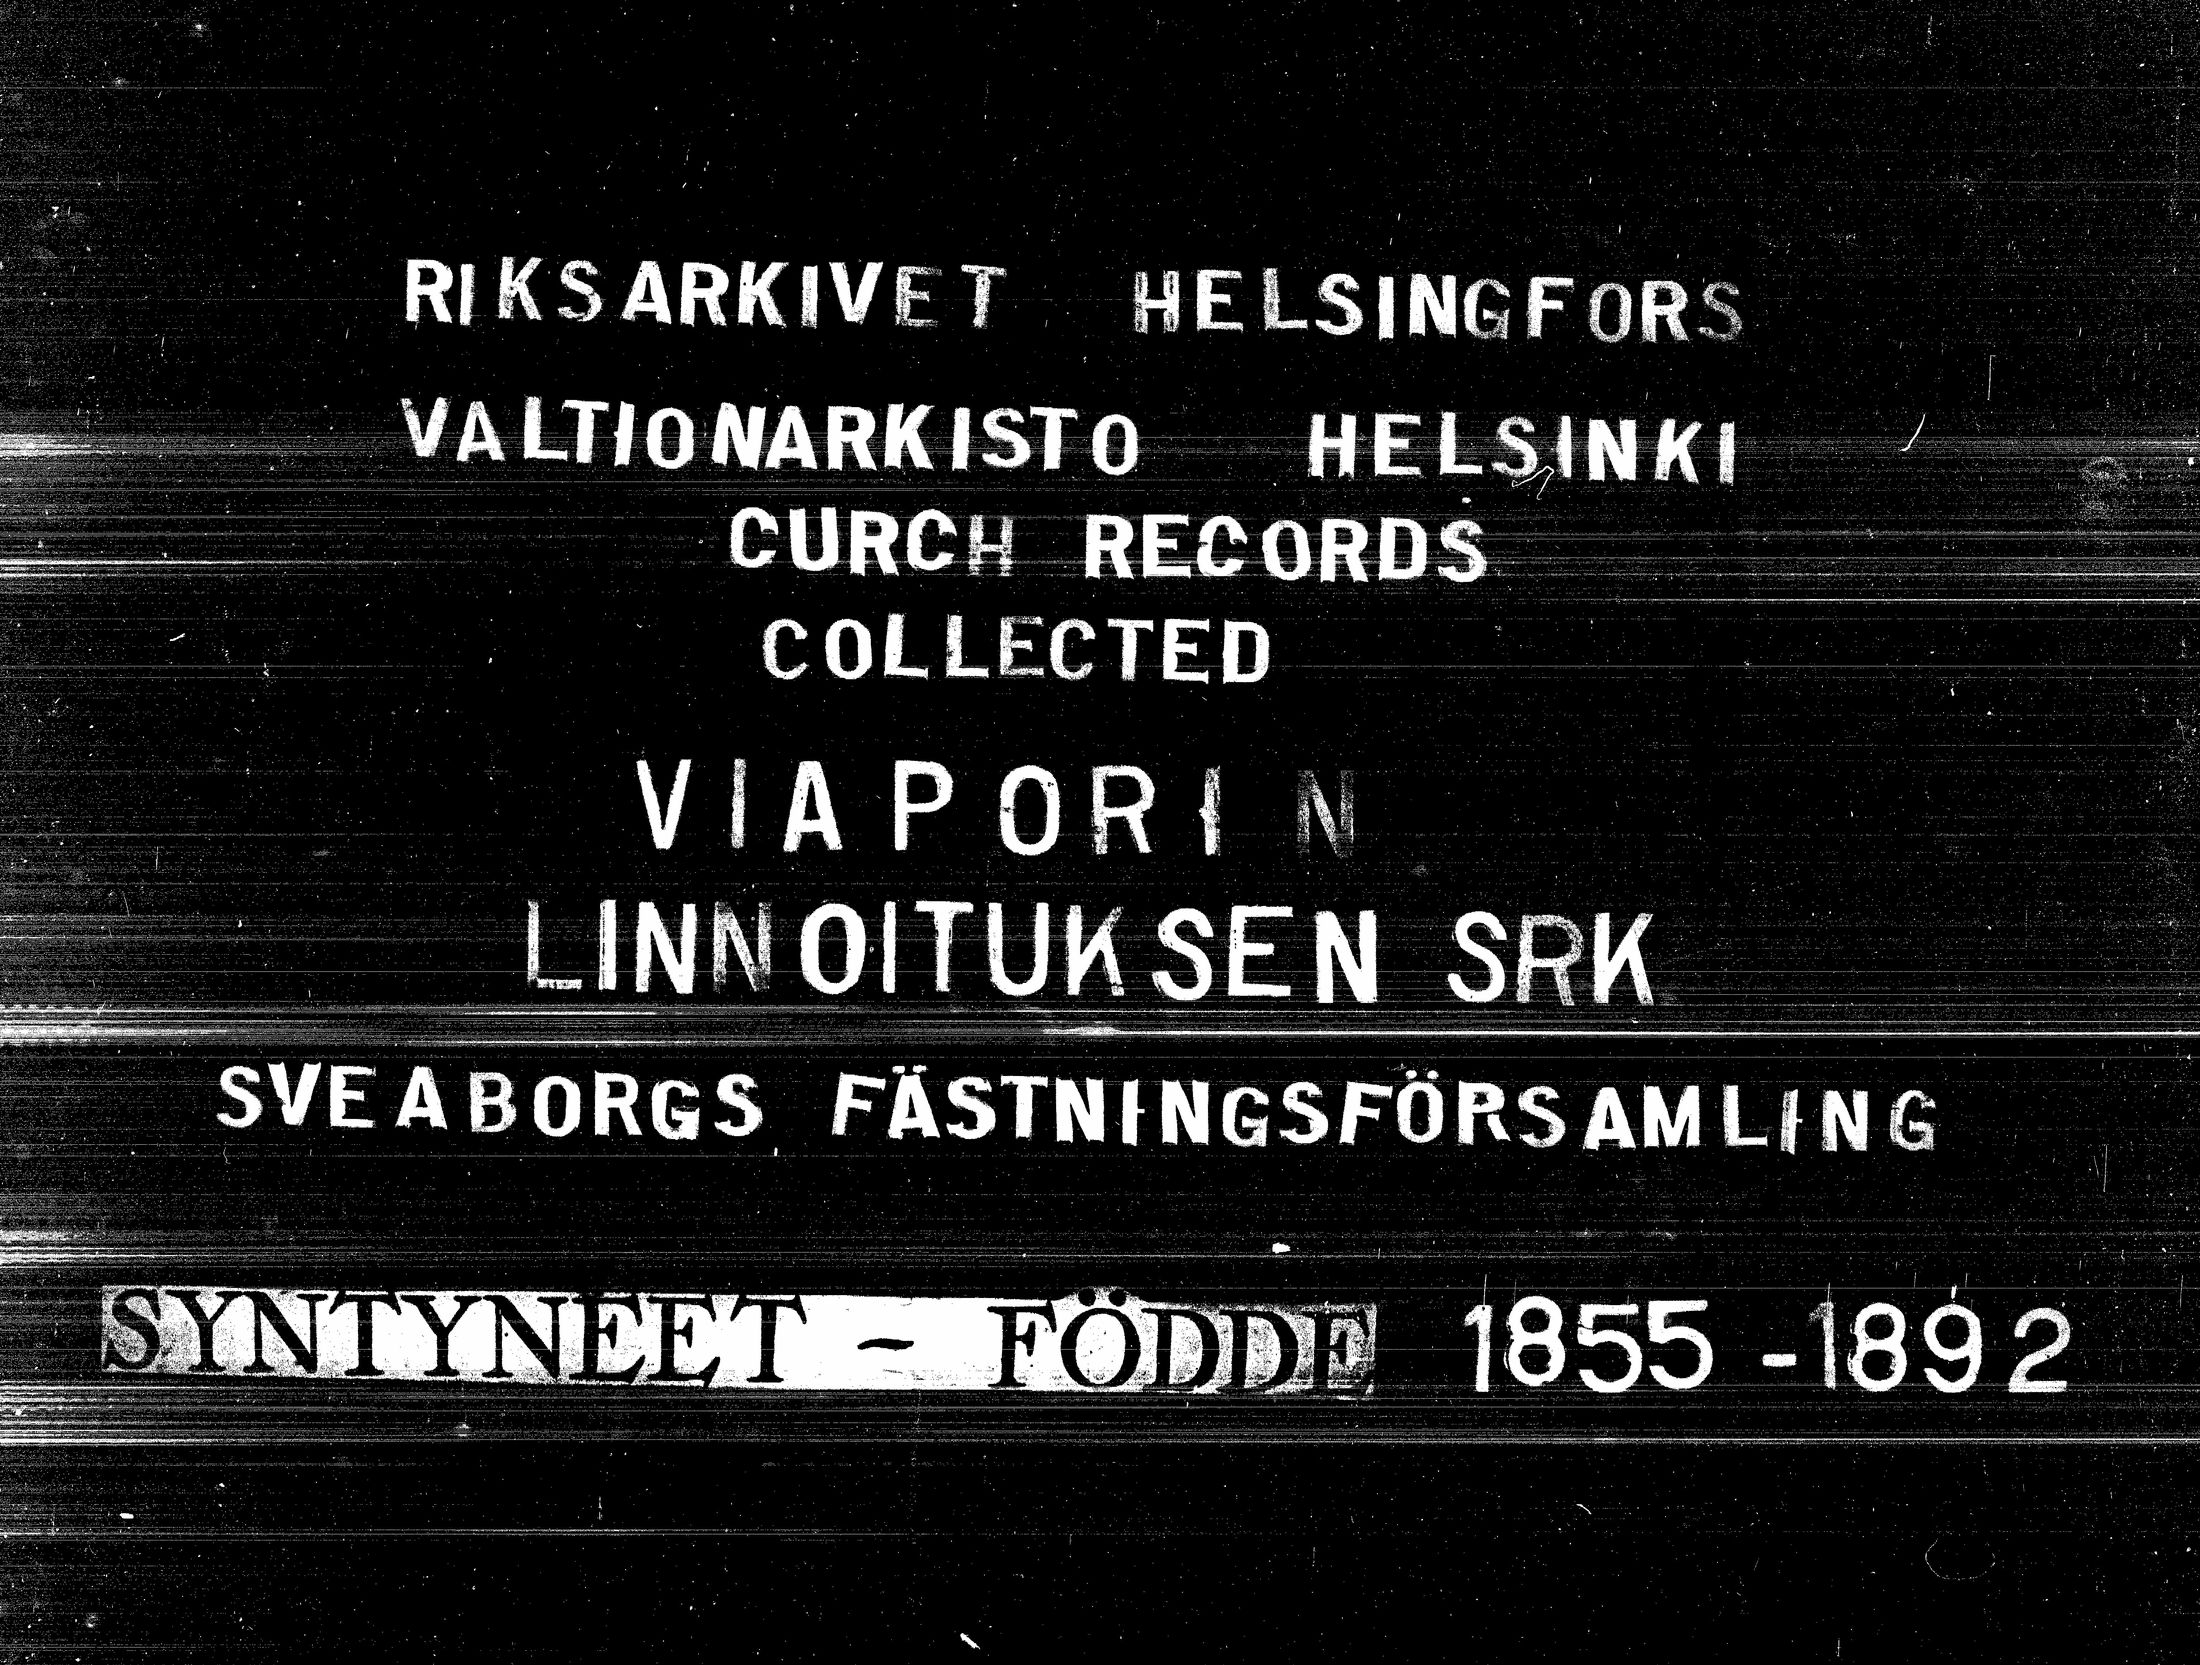 RIKSARKIVET HELSINGFORS
VALTIONARKISTO HELSINKI
CURCH RECORDS
COLLECTED
VIAPORIN
LINNOITUKSEN SRK
SVEABORGS FÄSTNINGSFÖRSAMLING
SYNTYNEET - FÖDDE 1855-1892